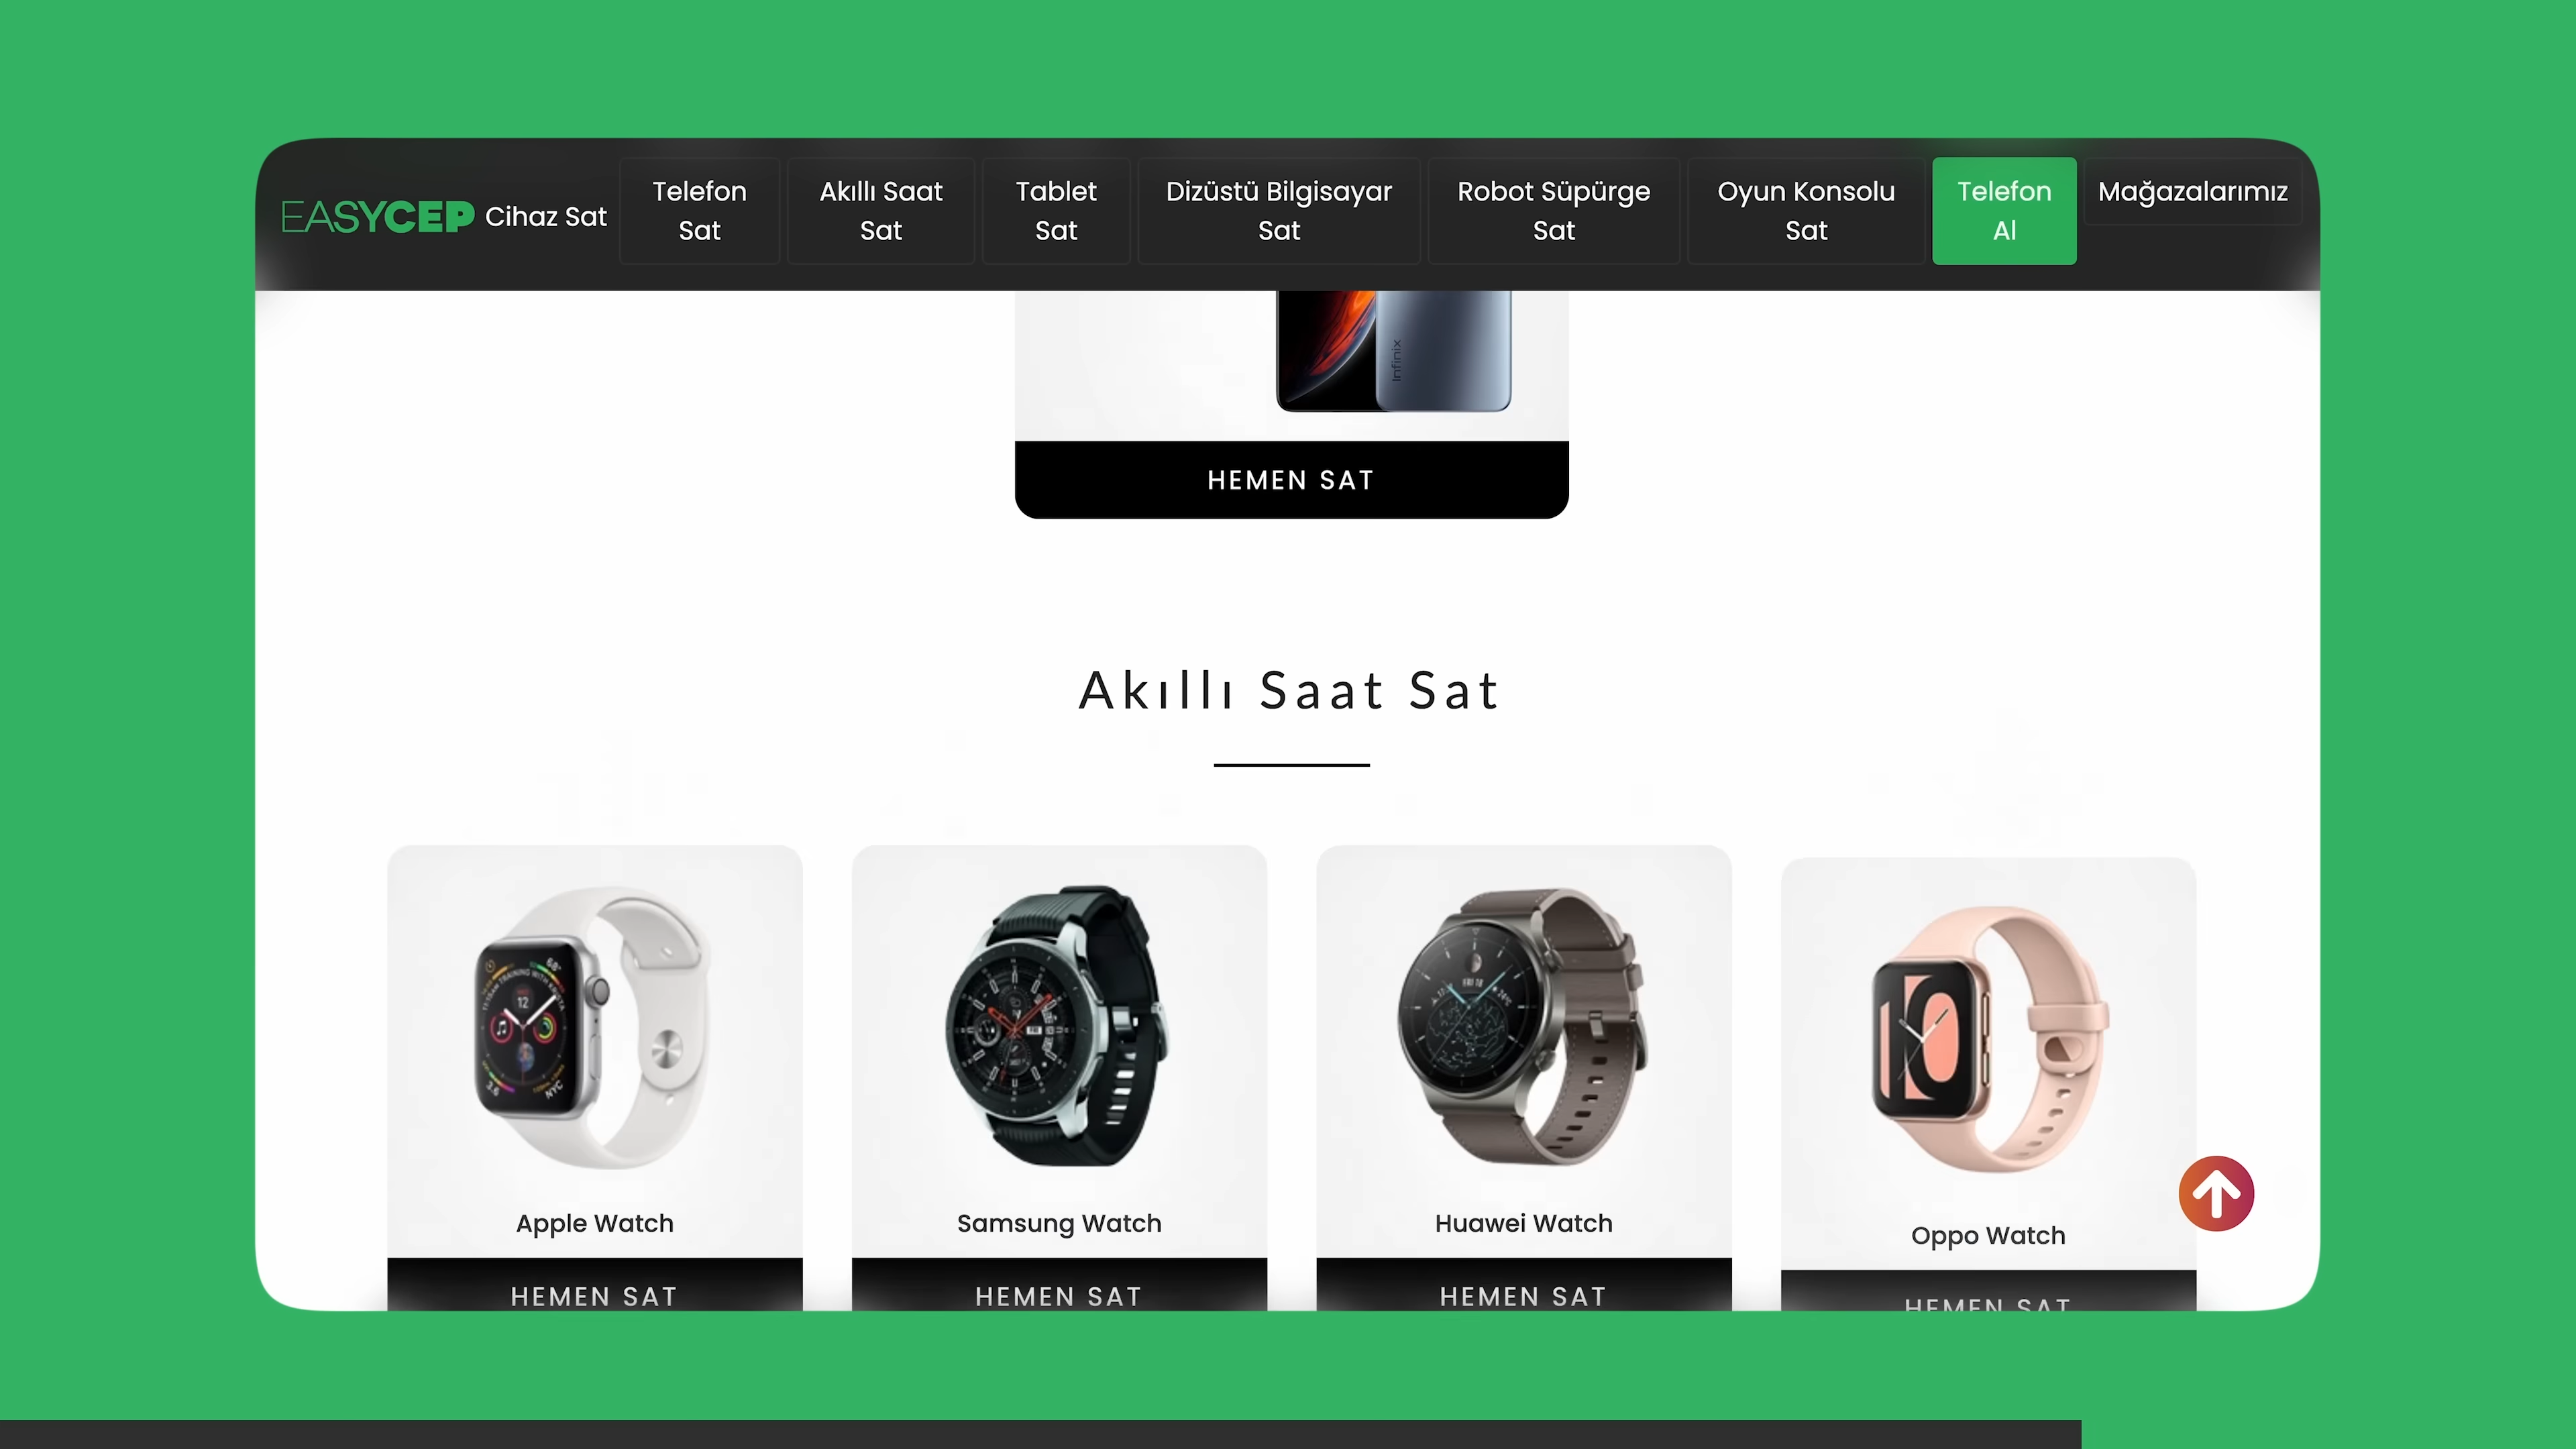 EASYCEP Cihaz Sat
Telefon
Sat
Akıllı Saat
Sat
Tablet
Sat
Dizüstü Bilgisayar
Sat
Robot Süpürge
Sat
Oyun Konsolu
Sat
Telefon
Al
Mağazalarımız
Infinix
HEMEN SAT
Akıllı Saat Sat
Apple Watch
Samsung Watch
Huawei Watch
Oppo Watch
HEMEN SAT
HEMEN SAT
HEMEN SAT
HEMEN SAT